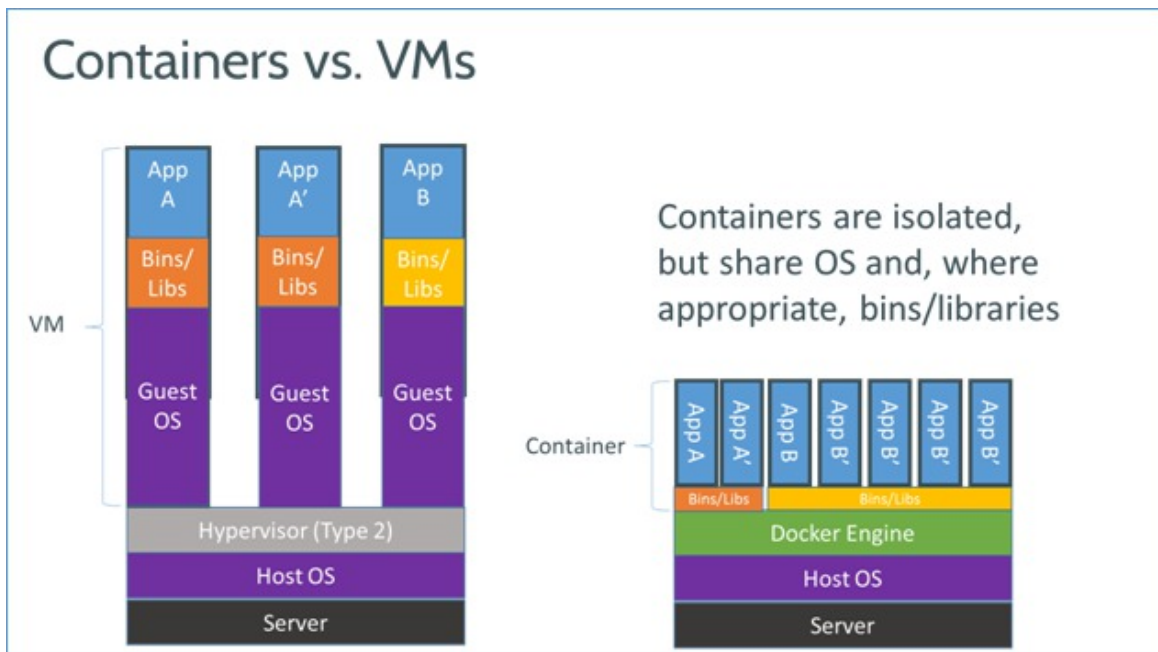 Containers vs. VMs
App
A
App
A’
App
B
Bins/
Libs
Bins/
Libs
Bins/
Libs
VM
Guest
OS
Guest
OS
Guest
OS
Hypervisor (Type 2)
Host OS
Server
Containers are isolated,
but share OS and, where
appropriate, bins/libraries
Container
App A
App A’
App B
App B’
App B’
App B’
App B’
Bins/Libs
Bins/Libs
Docker Engine
Host OS
Server